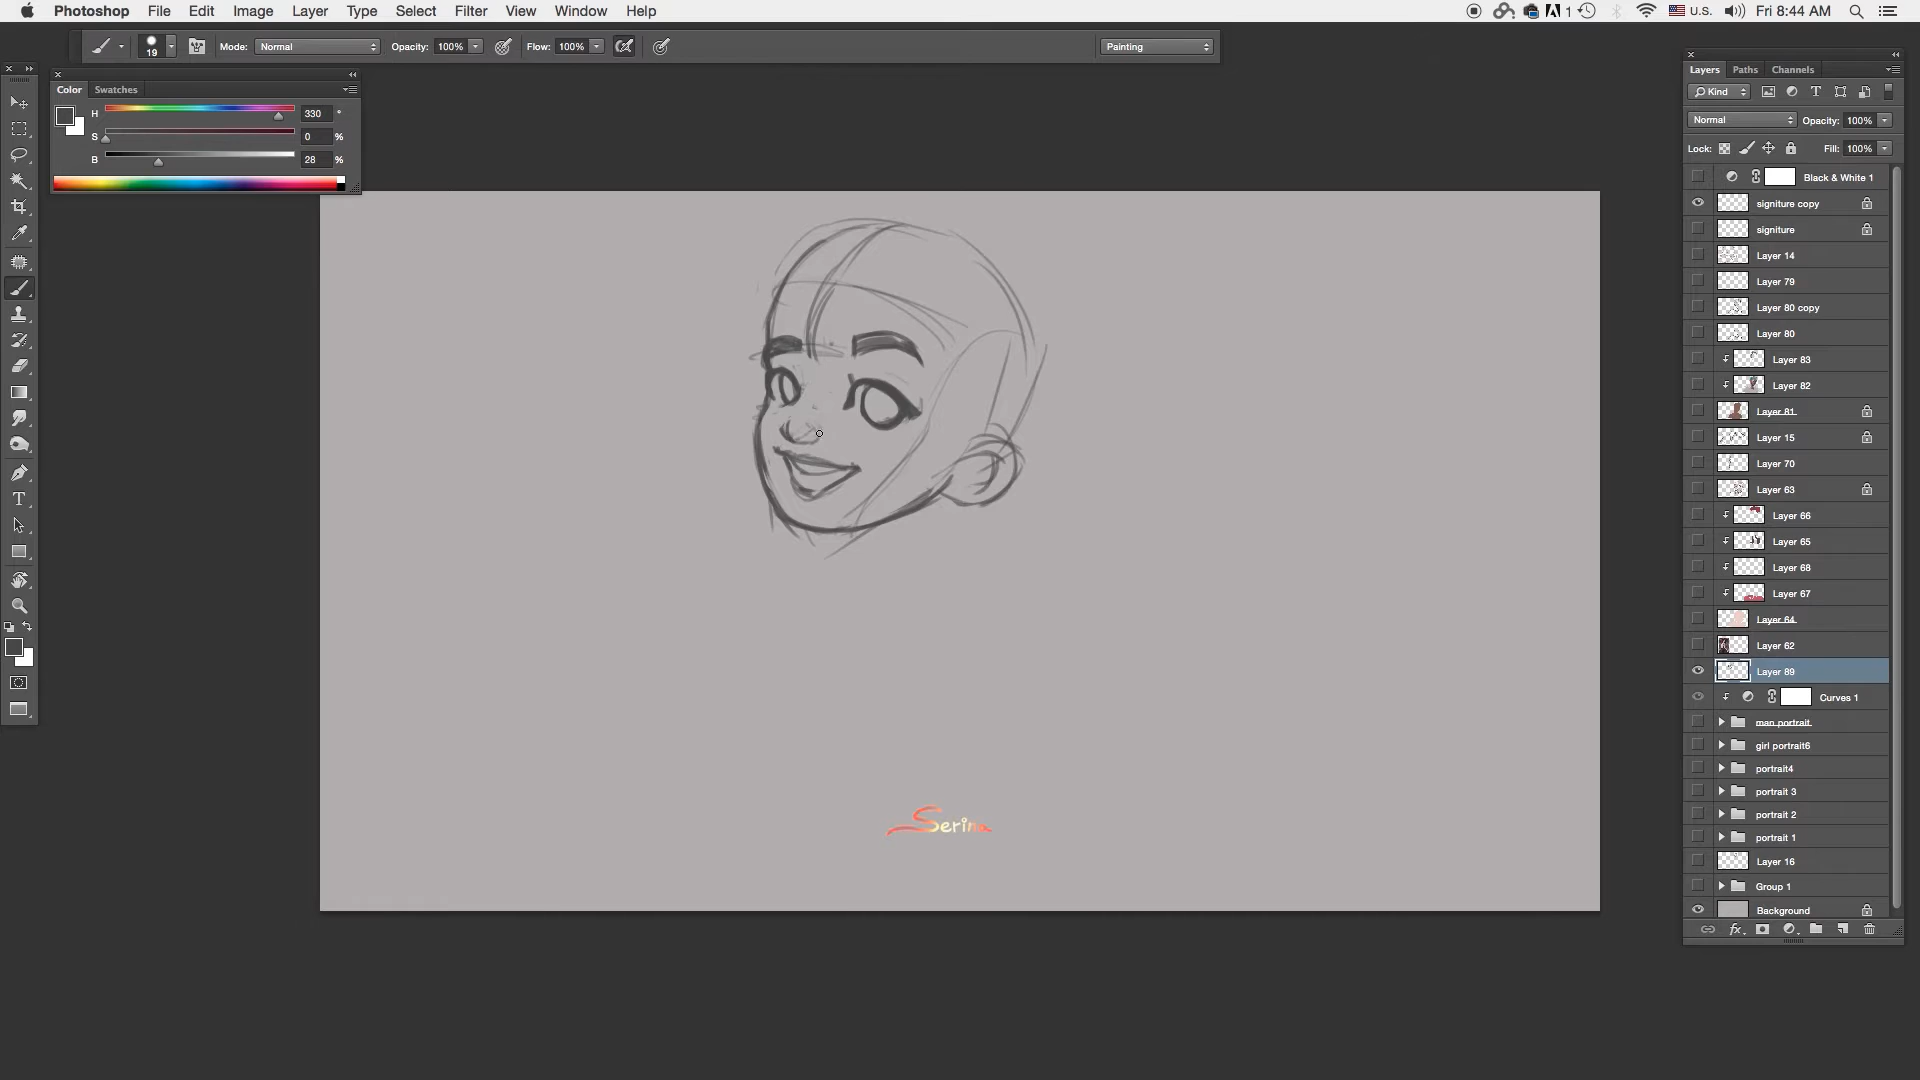 Photoshop File Edit Image Layer Type Select Filter View Window Help
1 U.S. Fri 8:44 AM
19 Mode: Normal Opacity: 100% Flow: 100% Painting
Color Swatches
H 330 °
S 0 %
B 28 %
Layers Paths Channels
Kind
Normal Opacity: 100%
Lock: Fill: 100%
Black & White 1
signiture copy
signiture
Layer 14
Layer 79
Layer 80 copy
Layer 80
Layer 83
Layer 82
Layer 81
Layer 15
Layer 70
Layer 63
Layer 66
Layer 65
Layer 68
Layer 67
Layer 64
Layer 62
Layer 89
Curves 1
man portrait
girl portrait6
portrait4
portrait 3
portrait 2
portrait 1
Layer 16
Group 1
Background
fx
Serina